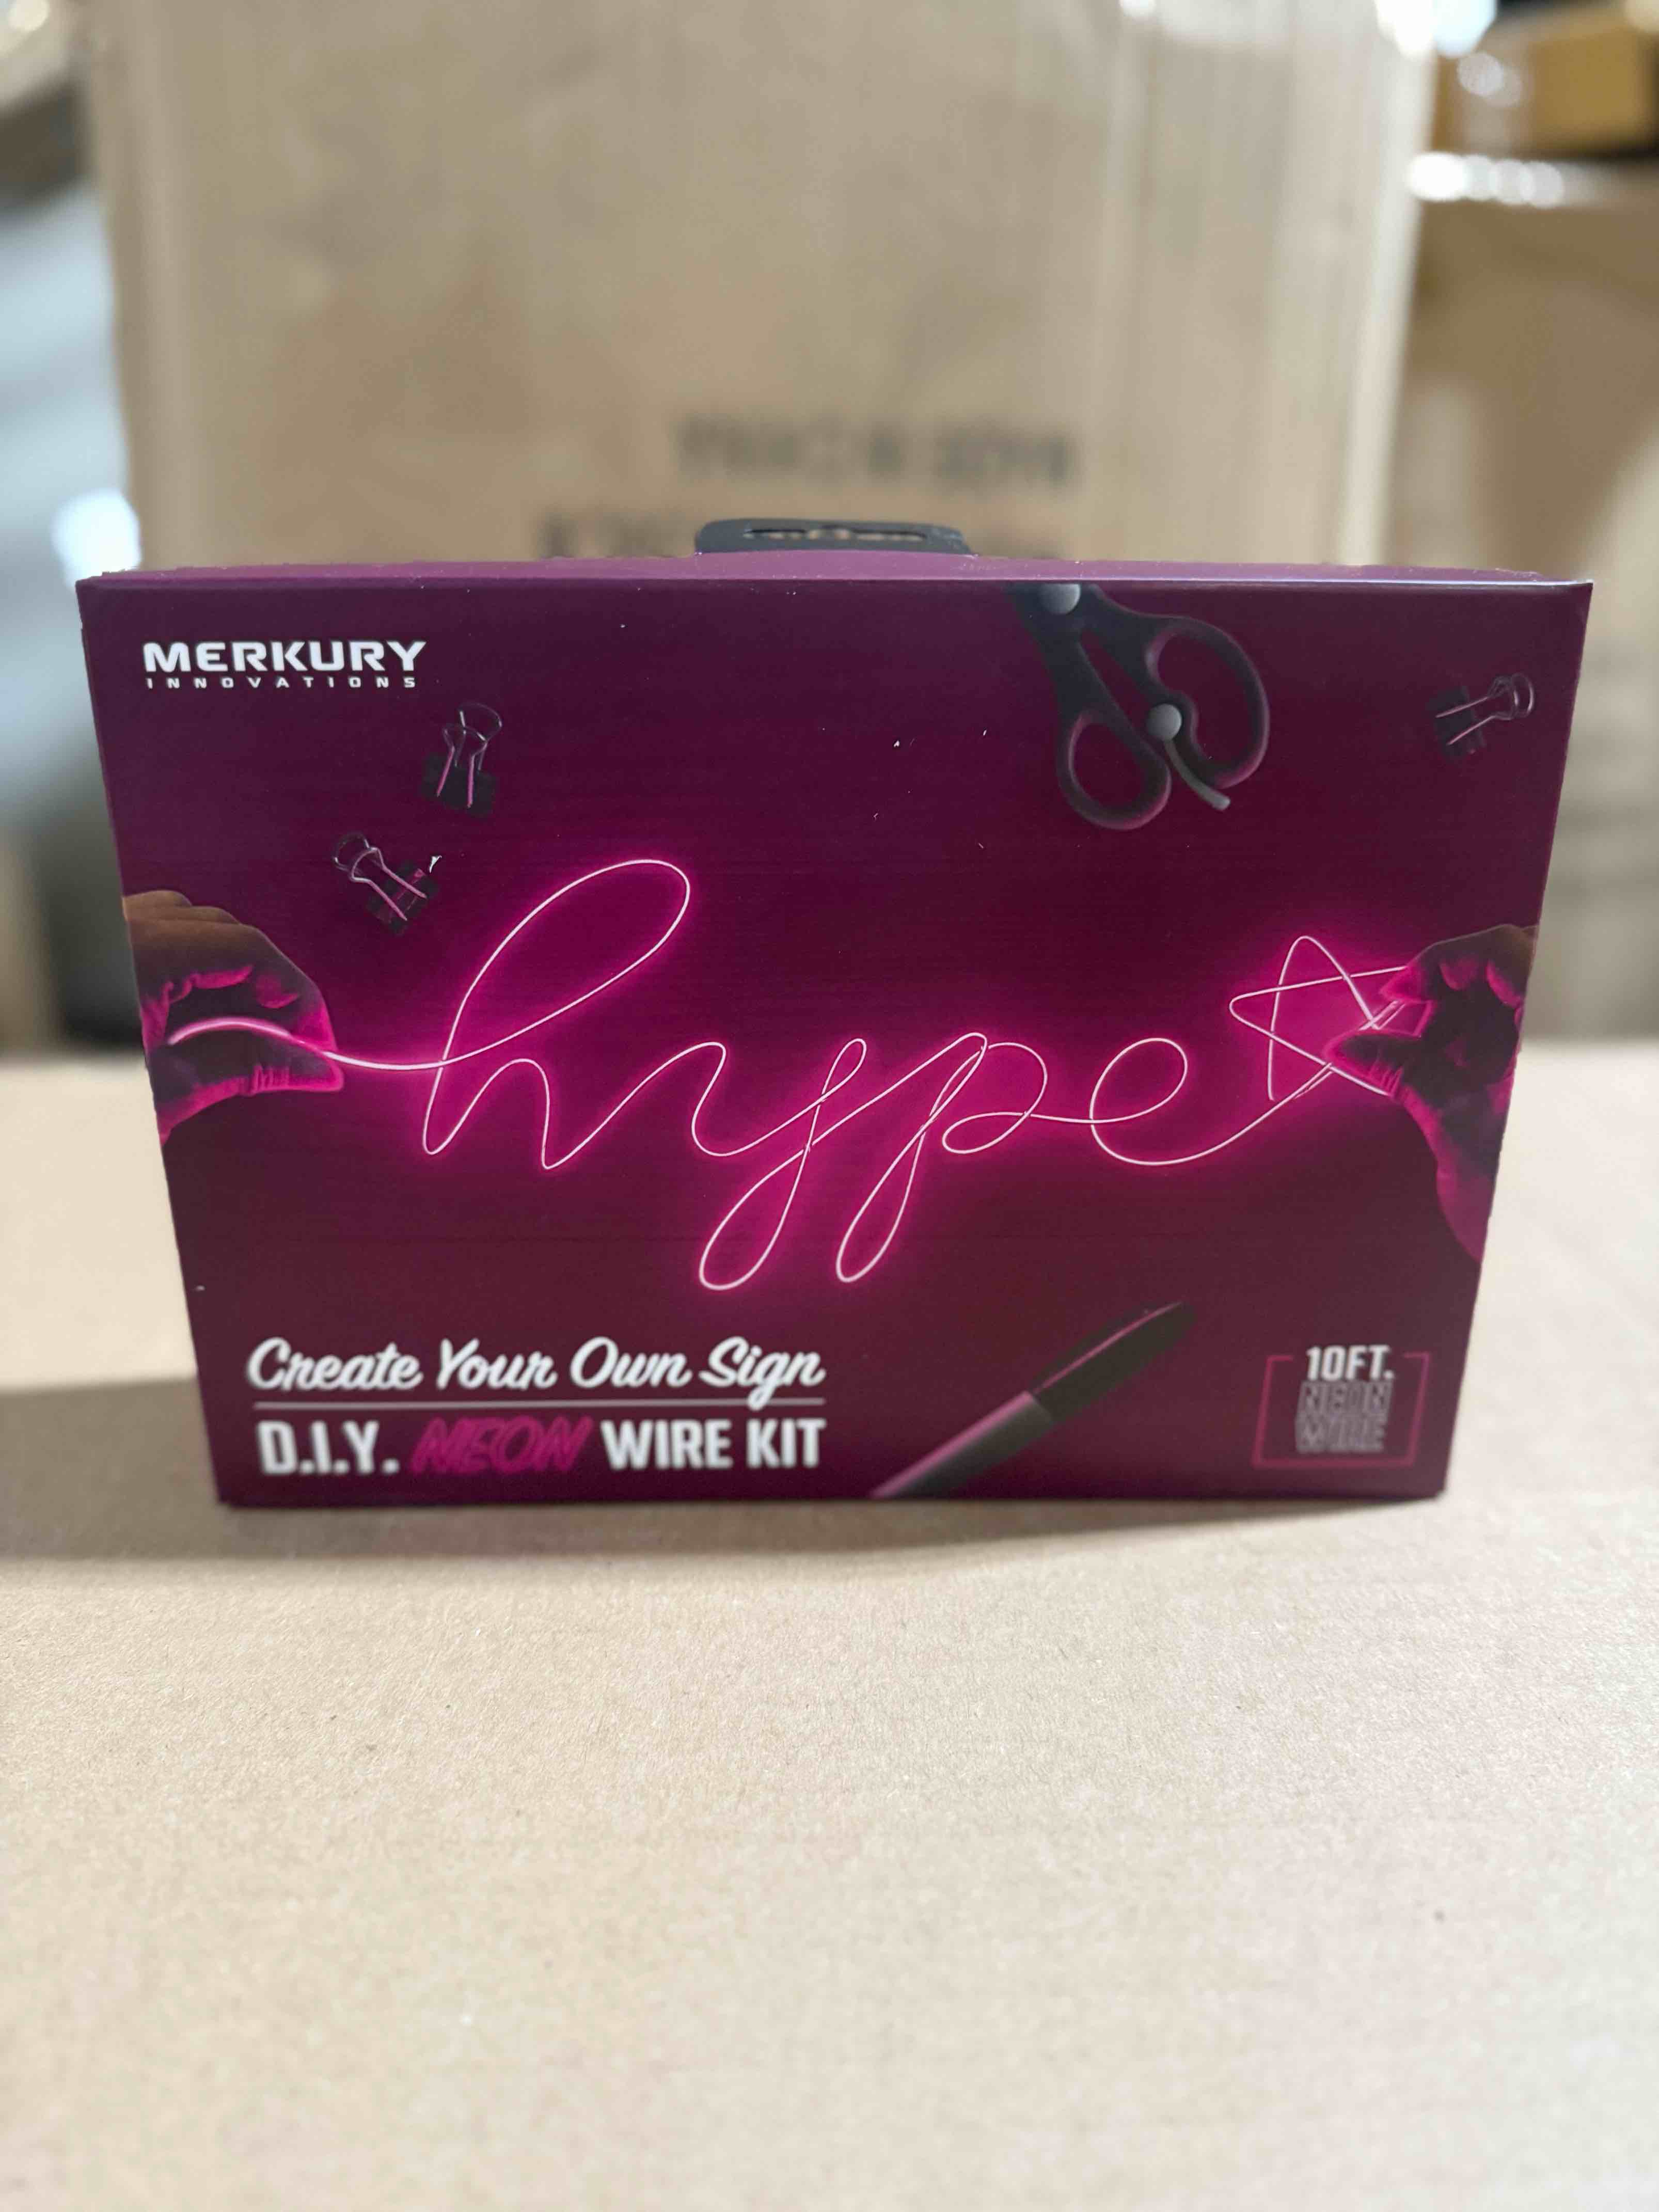 MERKURY
INNOVATIONS
hype
Create Your Own Sign
D.I.Y. NEON WIRE KIT
10FT.
NEON
WIRE